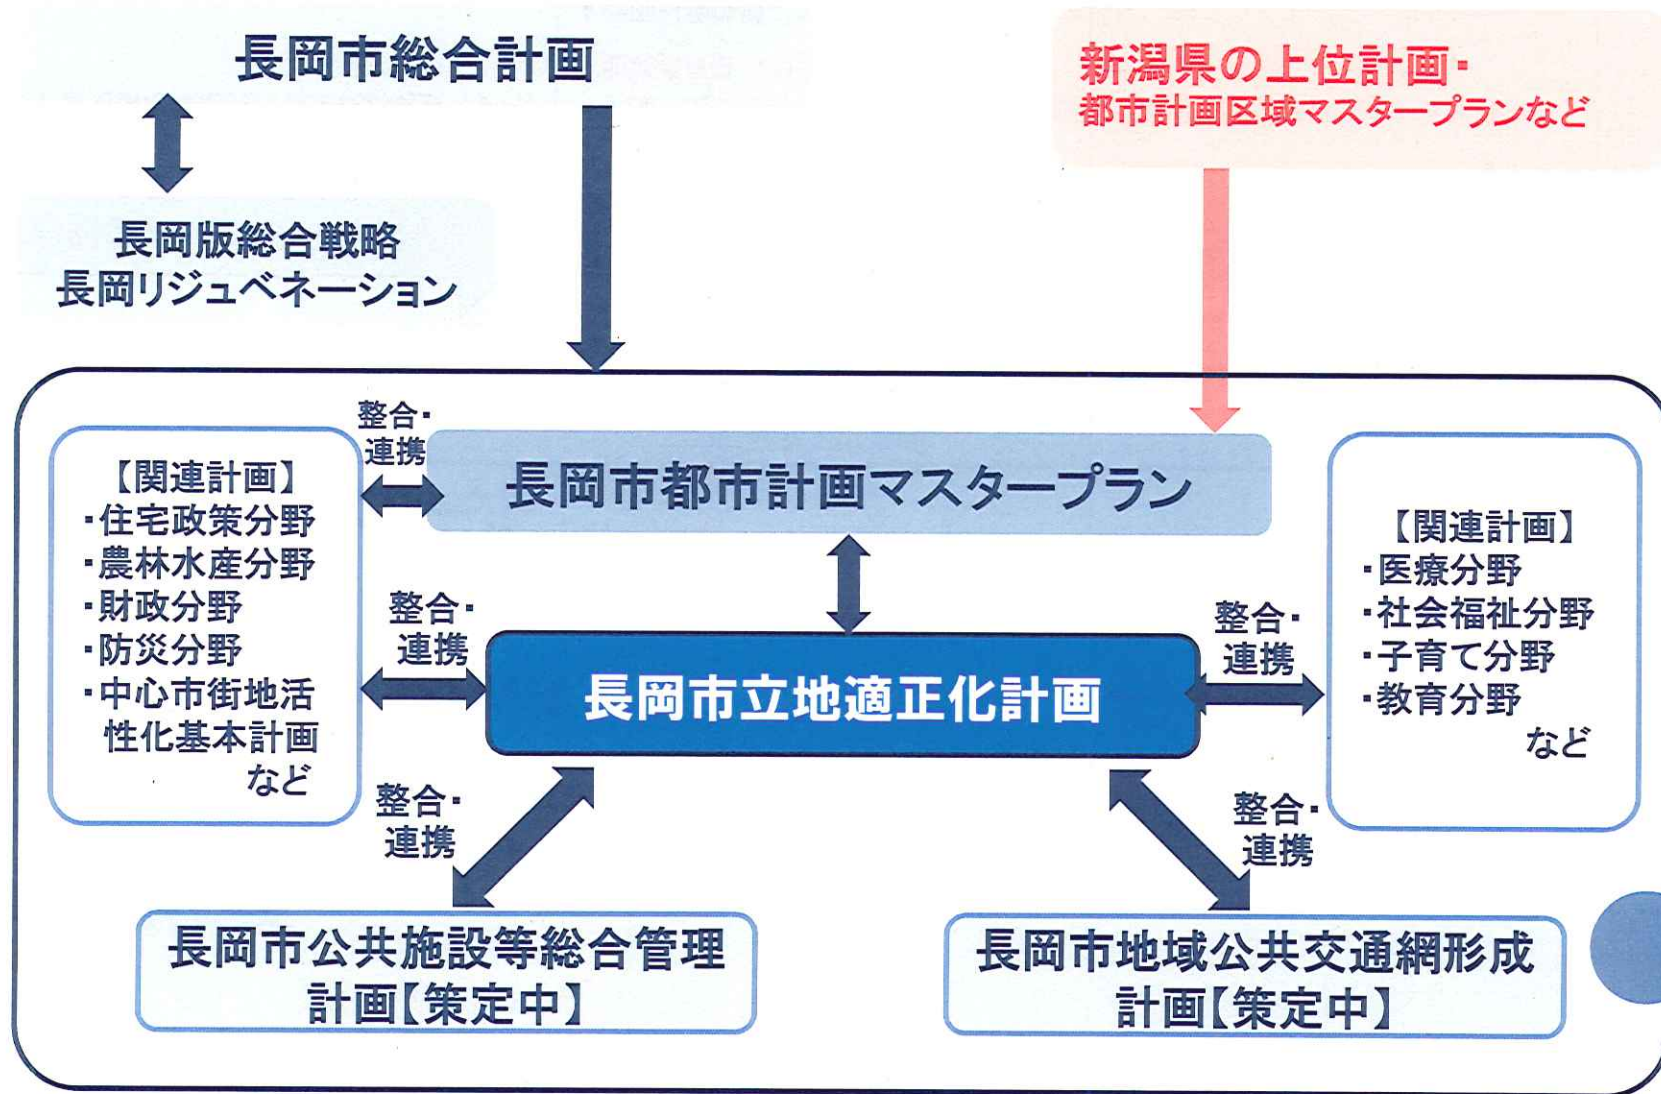 長岡市総合計画
新潟県の上位計画・
都市計画区域マスタープランなど
長岡版総合戦略
長岡リジュベネーション
整合・
連携
長岡市都市計画マスタープラン
【関連計画】
・住宅政策分野
・農林水産分野
・財政分野
・防災分野
・中心市街地活
性化基本計画
など
【関連計画】
・医療分野
・社会福祉分野
・子育て分野
・教育分野
など
整合・
連携
長岡市立地適正化計画
整合・
連携
整合・
連携
整合・
連携
長岡市公共施設等総合管理
計画【策定中】
長岡市地域公共交通網形成
計画【策定中】